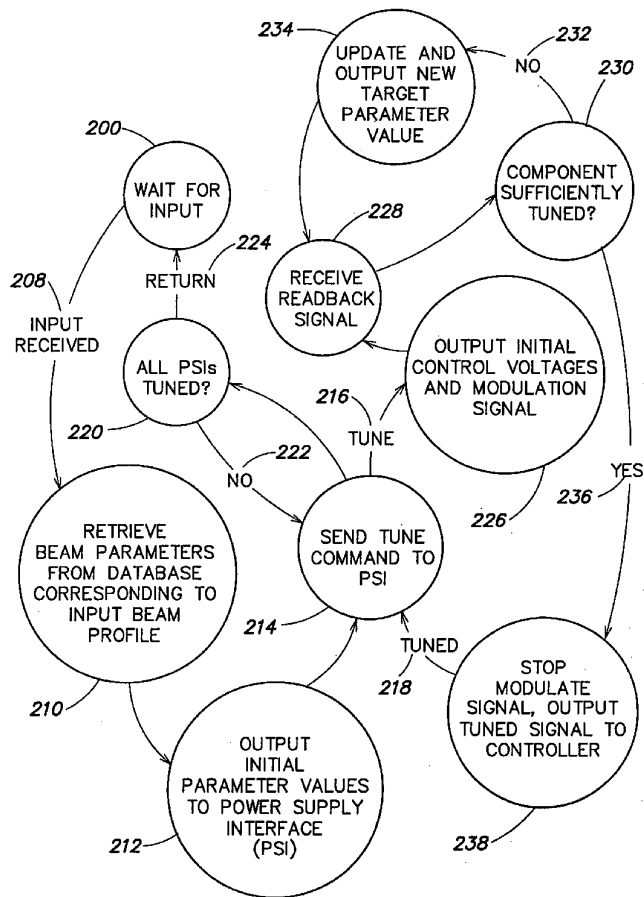 234
UPDATE AND
OUTPUT NEW
TARGET
PARAMETER
VALUE
232
NO
230
COMPONENT
SUFFICIENTLY
TUNED?
200
WAIT FOR
INPUT
228
RECEIVE
READBACK
SIGNAL
224
RETURN
208
INPUT
RECEIVED
ALL PSIs
TUNED?
220
222
NO
216
TUNE
OUTPUT INITIAL
CONTROL VOLTAGES
AND MODULATION
SIGNAL
226
YES
236
RETRIEVE
BEAM PARAMETERS
FROM DATABASE
CORRESPONDING TO
INPUT BEAM
PROFILE
210
SEND TUNE
COMMAND TO
PSI
214
TUNED
218
STOP
MODULATE
SIGNAL, OUTPUT
TUNED SIGNAL TO
CONTROLLER
238
OUTPUT
INITIAL
PARAMETER VALUES
TO POWER SUPPLY
INTERFACE
(PSI)
212